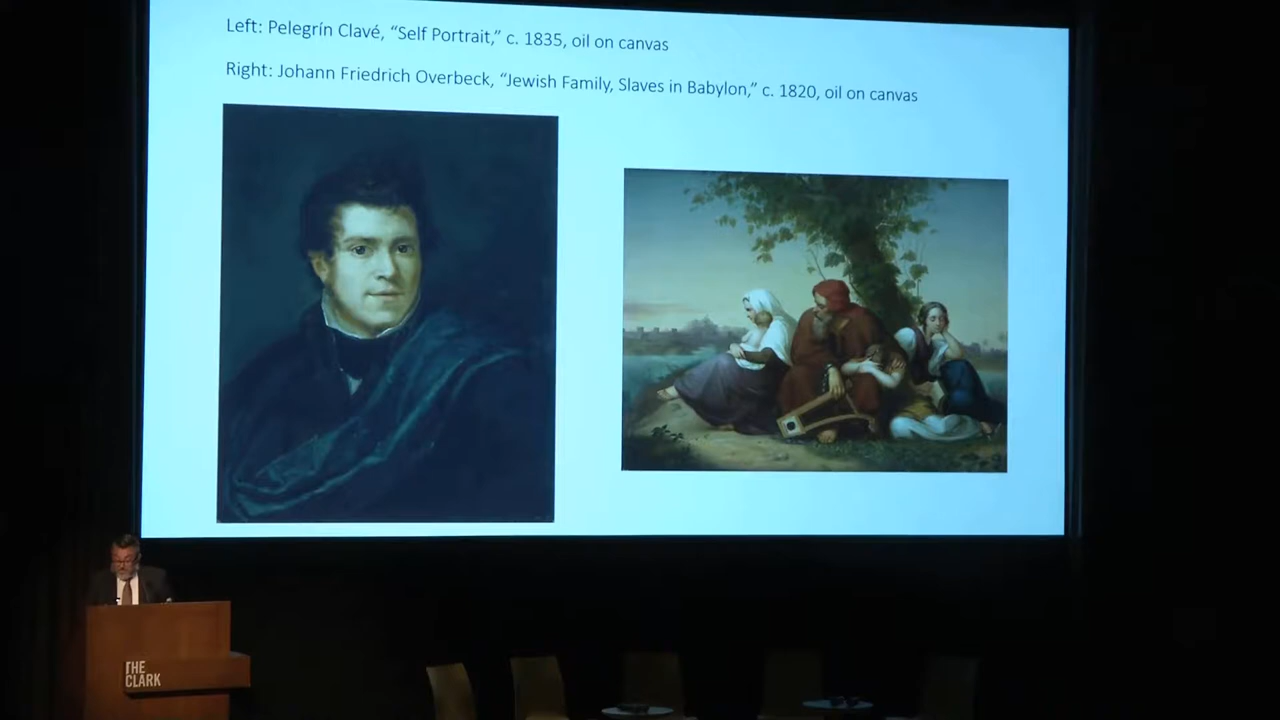 Left: Pelegrín Clavé, “Self Portrait,” c. 1835, oil on canvas
Right: Johann Friedrich Overbeck, “Jewish Family, Slaves in Babylon,” c. 1820, oil on canvas
THE
CLARK